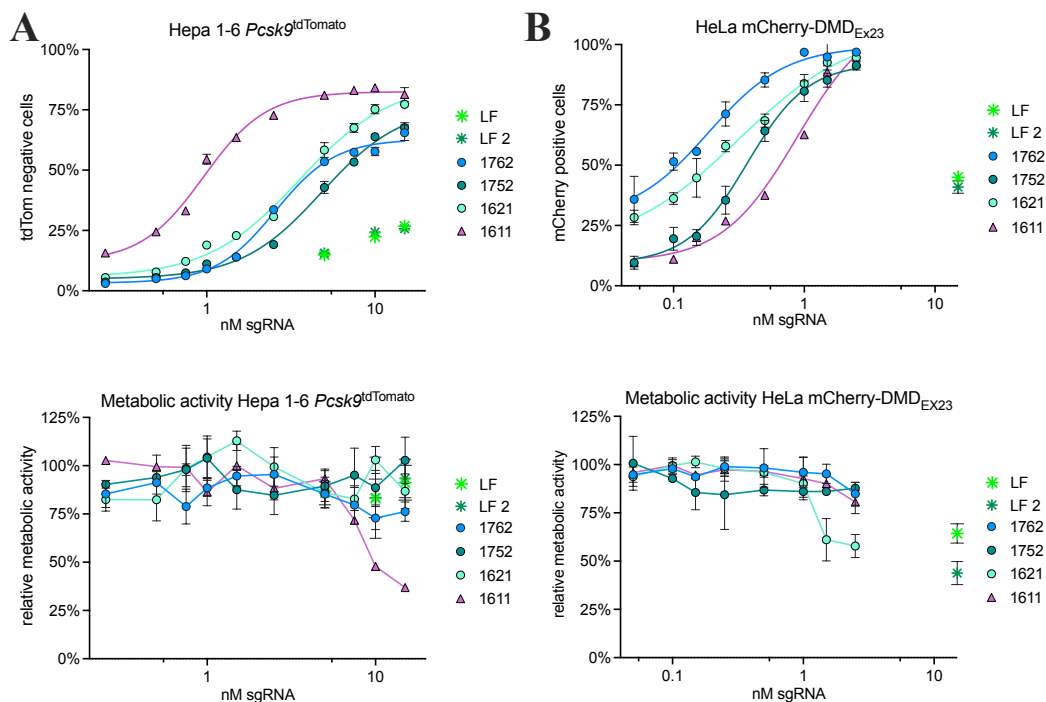 A
Hepa 1-6 Pcsk9tdTomato
100%
75%
50%
25%
0%
tdTom negative cells
1
10
nM sgRNA
LF
LF 2
1762
1752
1621
1611
B
HeLa mCherry-DMDEx23
100%
75%
50%
25%
0%
mCherry positive cells
0.1
1
10
nM sgRNA
LF
LF 2
1762
1752
1621
1611
Metabolic activity Hepa 1-6 Pcsk9tdTomato
125%
100%
75%
50%
25%
0%
relative metabolic activity
1
10
nM sgRNA
LF
LF 2
1762
1752
1621
1611
Metabolic activity HeLa mCherry-DMDEX23
125%
100%
75%
50%
25%
0%
relative metabolic activity
0.1
1
10
nM sgRNA
LF
LF 2
1762
1752
1621
1611